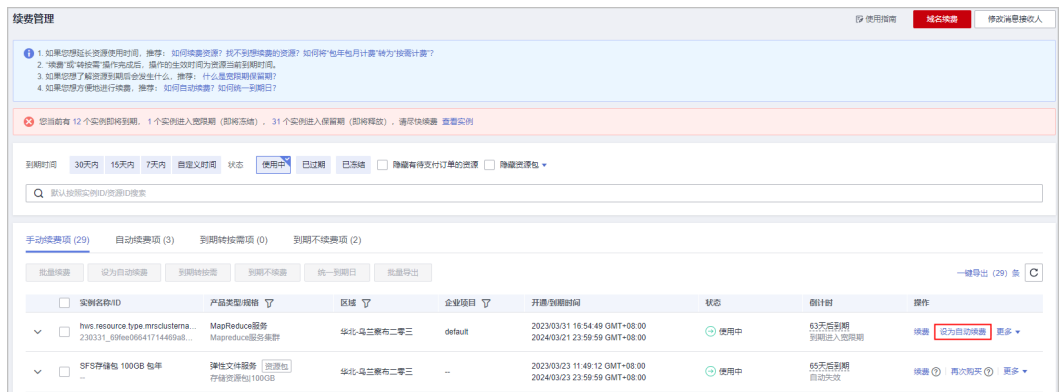 续费管理
使用指南
域名续费
修改消息接收人
1. 如果您想延长资源使用时间，推荐： 如何续费资源？找不到想续费的资源？如何将“包年包月计费”转为“按需计费”？
2. “续费”或“转按需”操作完成后，操作的生效时间为资源当前到期时间。
3. 如果您想了解资源到期后会发生什么，推荐： 什么是宽限期保留期？
4. 如果您想方便地进行续费，推荐： 如何自动续费？如何统一到期日？
您当前有 12 个实例即将到期， 1 个实例进入宽限期（即将冻结）， 31 个实例进入保留期（即将释放），请尽快续费 查看实例
到期时间 30天内 15天内 7天内 自定义时间 状态 使用中 已过期 已冻结 隐藏有待支付订单的资源 隐藏资源包
默认按照实例ID/资源ID搜索
手动续费项 (29) 自动续费项 (3) 到期转按需项 (0) 到期不续费项 (2)
批量续费 设为自动续费 到期转按需 到期不续费 统一到期日 批量导出 一键导出（29）条
实例名称/ID 产品类型/规格 区域 企业项目 开通/到期时间 状态 倒计时 操作
hws.resource.type.mrsclusterna... MapReduce服务 华北-乌兰察布二零三 default 2023/03/31 16:54:49 GMT+08:00 使用中 63天后到期 续费 设为自动续费 更多
230331_69fee06641714469a8... Mapreduce服务集群 2024/03/21 23:59:59 GMT+08:00 到期进入宽限期
SFS存储包 100GB 包年 弹性文件服务 资源包 华北-乌兰察布二零三 -- 2023/03/23 11:49:12 GMT+08:00 使用中 65天后到期 续费 再次购买 更多
-- 存储资源包|100GB 2024/03/23 23:59:59 GMT+08:00 自动失效